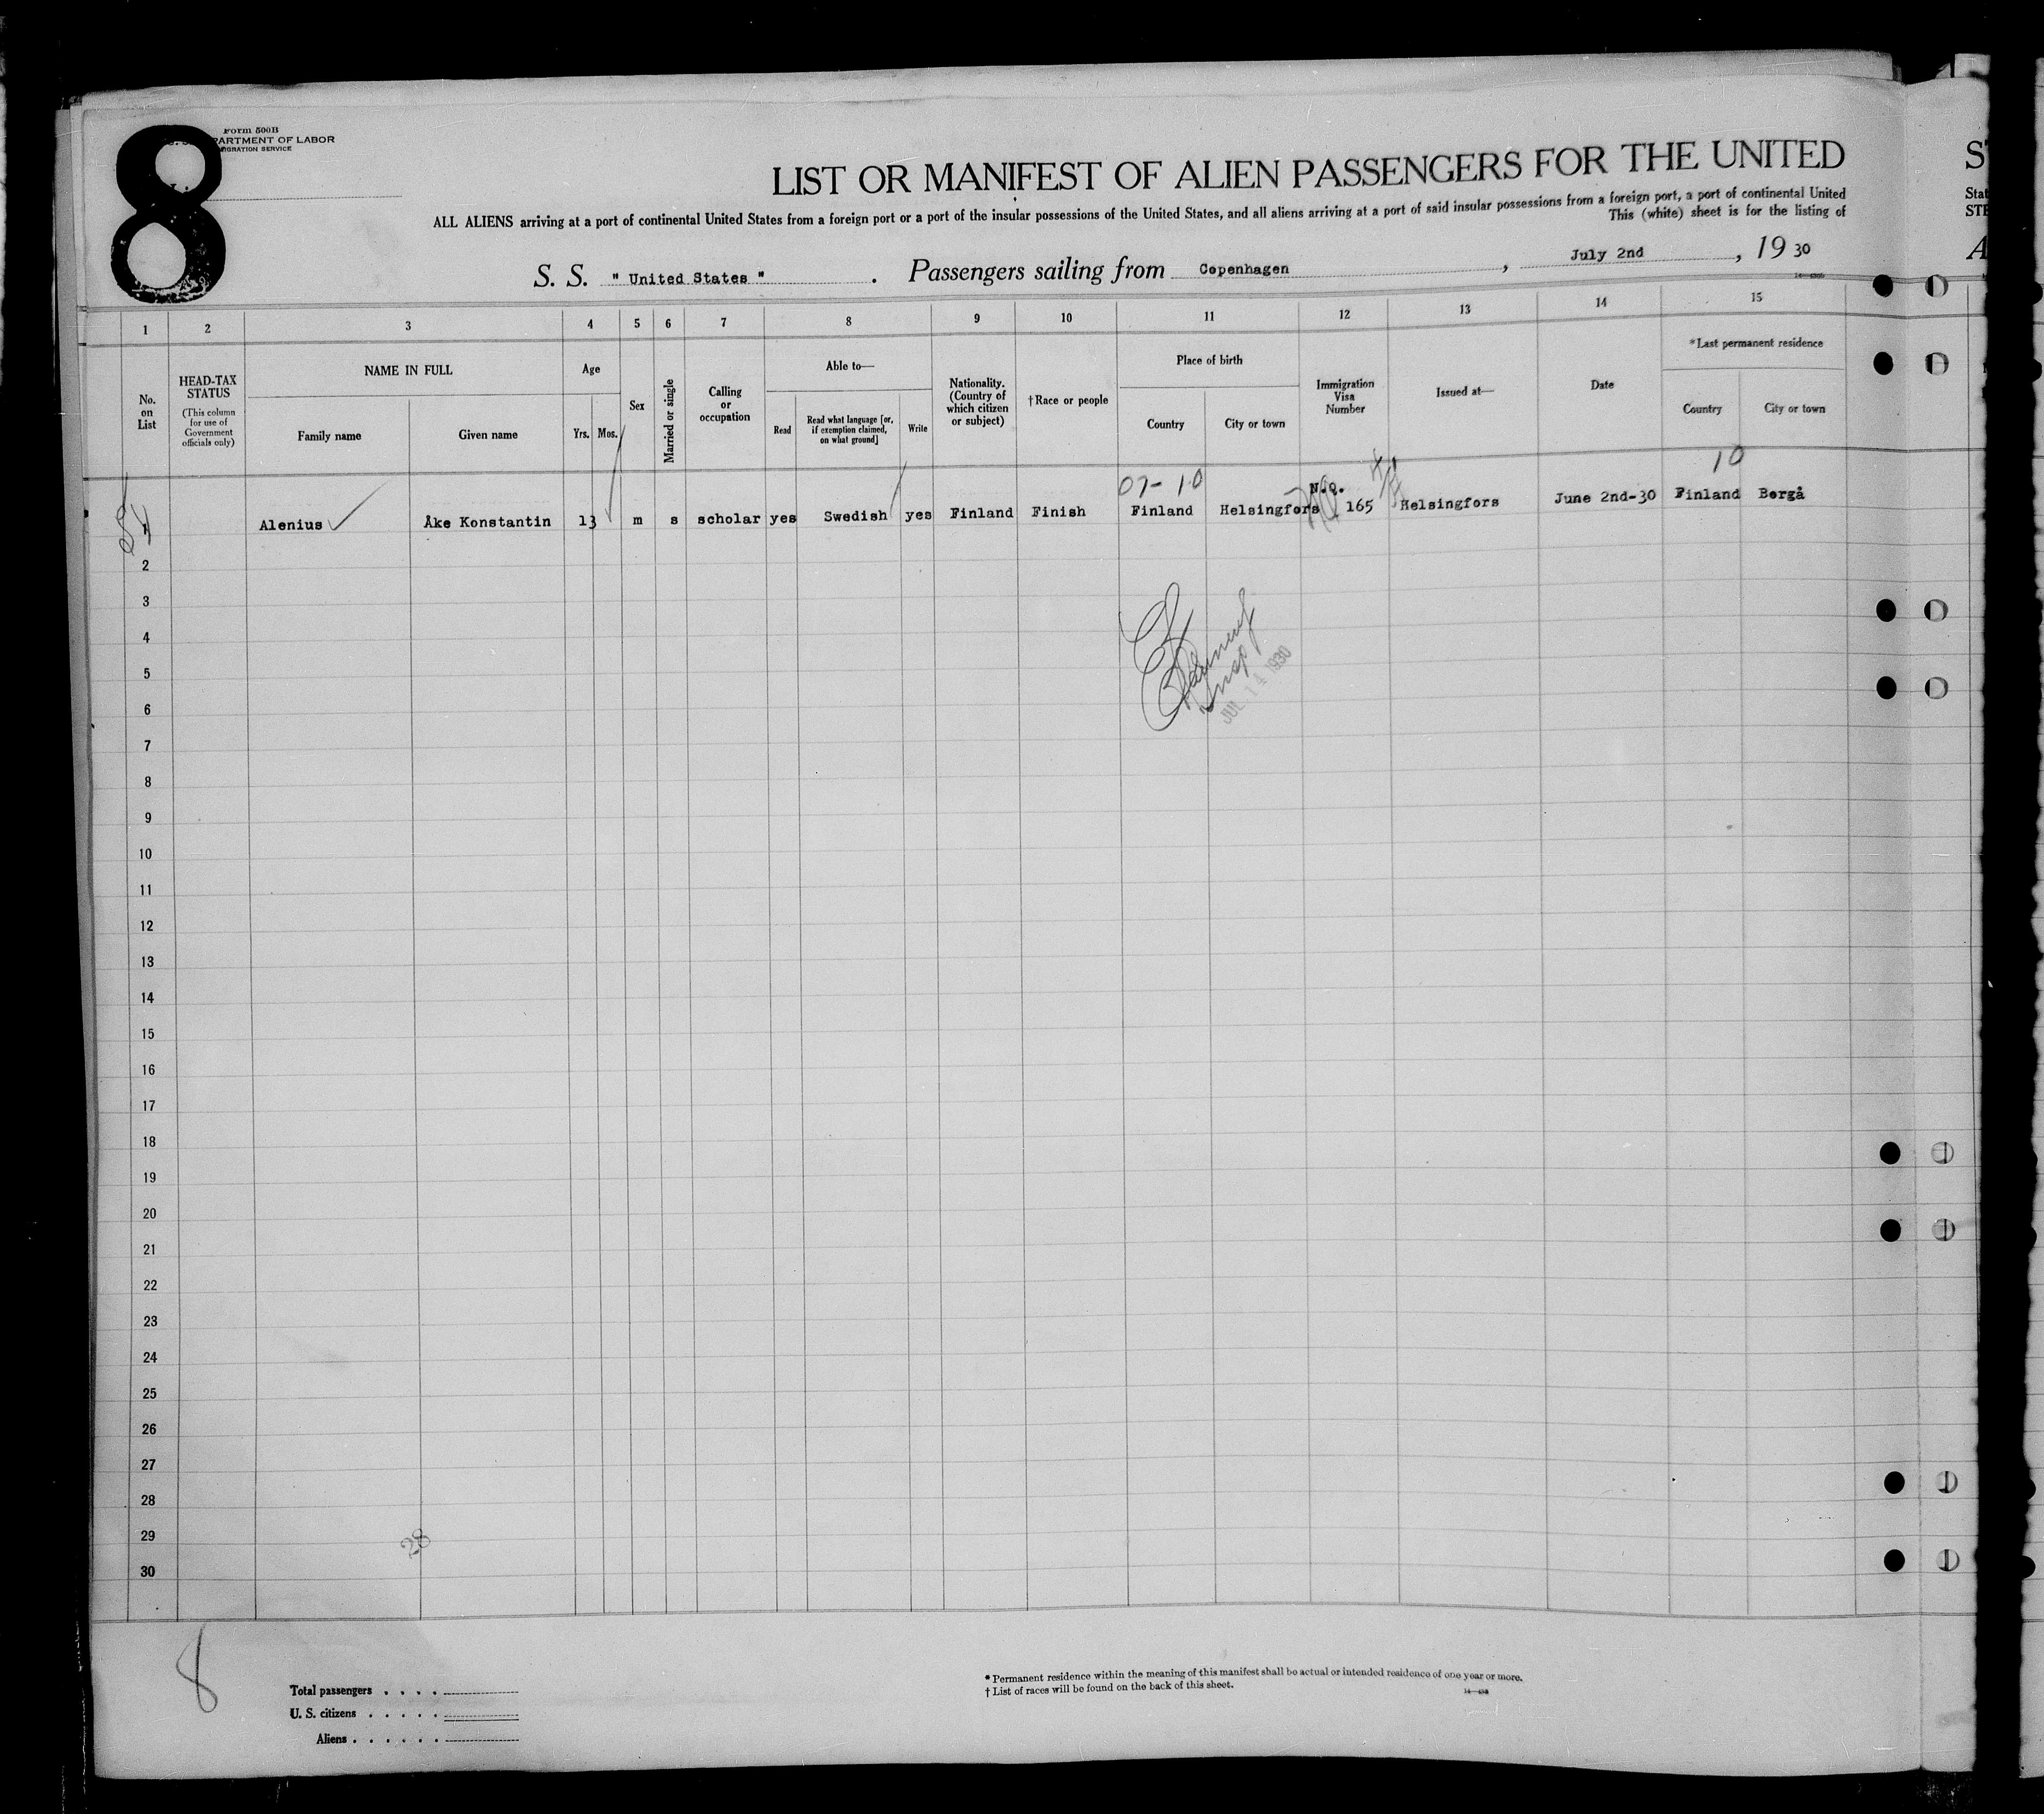 8
Form 500B
U. S. DEPARTMENT OF LABOR
IMMIGRATION SERVICE
LIST OR MANIFEST OF ALIEN PASSENGERS FOR THE UNITED
ALL ALIENS arriving at a port of continental United States from a foreign port or a port of the insular possessions of the United States, and all aliens arriving at a port of said insular possessions from a foreign port, a port of continental United
This (white) sheet is for the listing of
S. S. " United States " . Passengers sailing from Copenhagen , July 2nd , 19 30
1 2 3 4 5 6 7 8 9 10 11 12 13 14 15
No. on List
HEAD-TAX STATUS
(This column for use of Government officials only)
NAME IN FULL
Family name
Given name
Age
Yrs. Mos.
Sex
Married or single
Calling or occupation
Able to—
Read
Read what language [or, if exemption claimed, on what ground]
Write
Nationality. (Country of which citizen or subject)
†Race or people
Place of birth
Country
City or town
Immigration Visa Number
Issued at—
Date
*Last permanent residence
Country
City or town
07-10
10
N.Q.
1 Alenius Åke Konstantin 13 m s scholar yes Swedish yes Finland Finish Finland Helsingfors 165 Helsingfors June 2nd-30 Finland Borgå
2
3
4
5
Insp
JUL 14 1930
6
7
8
9
10
11
12
13
14
15
16
17
18
19
20
21
22
23
24
25
26
27
28
29
28
30
8
Total passengers . . . .
U. S. citizens . . . . .
Aliens . . . . . .
* Permanent residence within the meaning of this manifest shall be actual or intended residence of one year or more.
† List of races will be found on the back of this sheet.